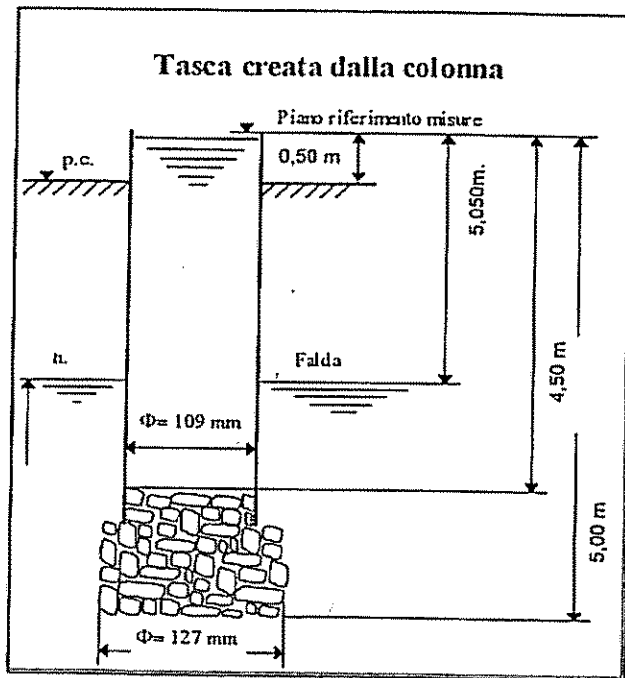 Tasca creata dalla colonna
Piano riferimento misure
p.c.
0,50 m
5,050m.
h.
Falda
4,50 m
Φ= 109 mm
5,00 m
Φ= 127 mm